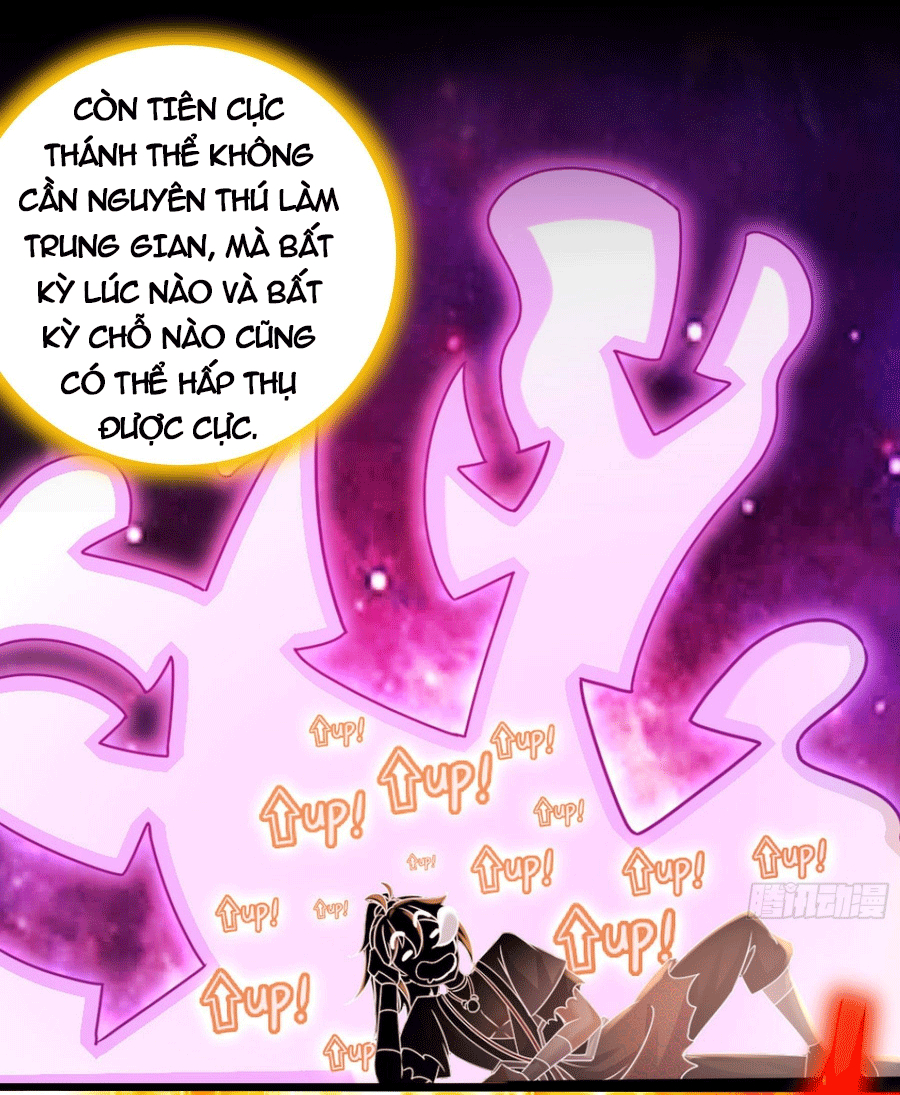 CÒN TIÊN CỰC
THÁNH THỂ KHÔNG
CẦN NGUYÊN THÚ LÀM
TRUNG GIAN, MÀ BẤT
KỲ LÚC NÀO VÀ BẤT
KỲ CHỖ NÀO CŨNG
CÓ THỂ HẤP THỤ
ĐƯỢC CỰC.
UP!
UP!
UP!
UP!
UP!
UP!
UP!
UP!
UP!
腾讯动漫
UP!
UP!
UP!
UP!
UP